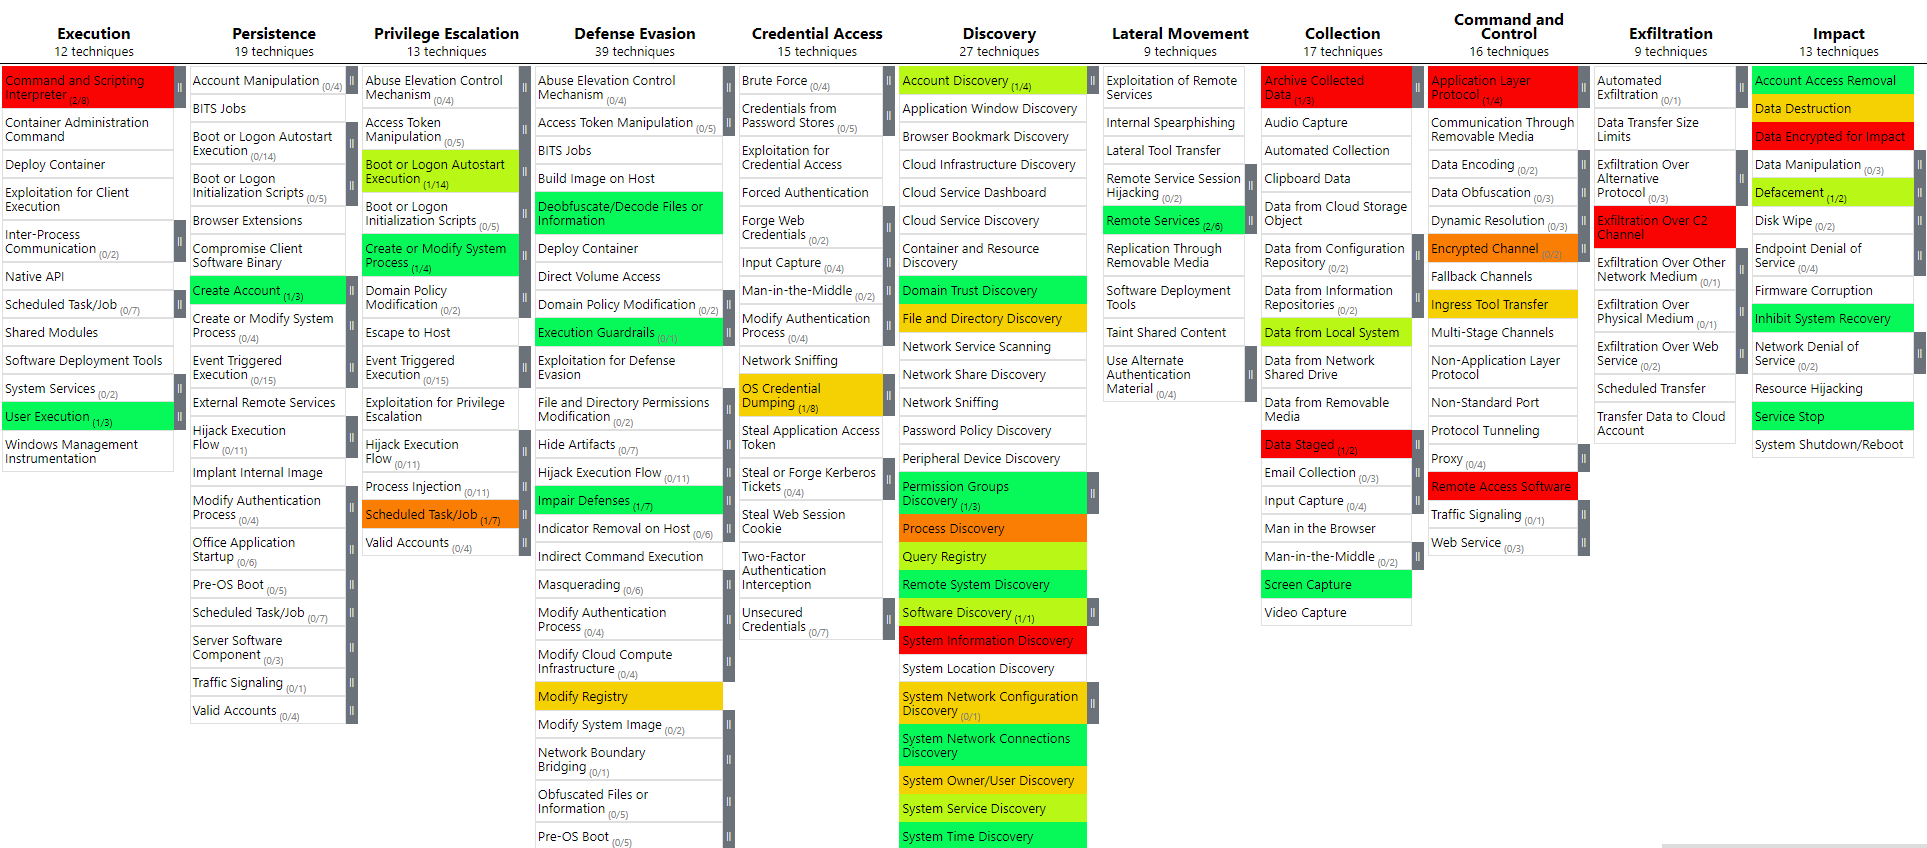 Execution
12 techniques
Command and Scripting
Interpreter (2/8)
Container Administration
Command
Deploy Container
Exploitation for Client
Execution
Inter-Process
Communication (0/2)
Native API
Scheduled Task/Job (0/7)
Shared Modules
Software Deployment Tools
System Services (0/2)
User Execution (1/3)
Windows Management
Instrumentation
Persistence
19 techniques
Account Manipulation (0/4)
BITS Jobs
Boot or Logon Autostart
Execution (0/14)
Boot or Logon
Initialization Scripts (0/5)
Browser Extensions
Compromise Client
Software Binary
Create Account (1/3)
Create or Modify System
Process (0/4)
Event Triggered
Execution (0/15)
External Remote Services
Hijack Execution
Flow (0/11)
Implant Internal Image
Modify Authentication
Process (0/4)
Office Application
Startup (0/6)
Pre-OS Boot (0/5)
Scheduled Task/Job (0/7)
Server Software
Component (0/3)
Traffic Signaling (0/1)
Valid Accounts (0/4)
Privilege Escalation
13 techniques
Abuse Elevation Control
Mechanism (0/4)
Access Token
Manipulation (0/5)
Boot or Logon Autostart
Execution (1/14)
Boot or Logon
Initialization Scripts (0/5)
Create or Modify System
Process (1/4)
Domain Policy
Modification (0/2)
Escape to Host
Event Triggered
Execution (0/15)
Exploitation for Privilege
Escalation
Hijack Execution
Flow (0/11)
Process Injection (0/11)
Scheduled Task/Job (1/7)
Valid Accounts (0/4)
Defense Evasion
39 techniques
Abuse Elevation Control
Mechanism (0/4)
Access Token Manipulation (0/5)
BITS Jobs
Build Image on Host
Deobfuscate/Decode Files or
Information
Deploy Container
Direct Volume Access
Domain Policy Modification (0/2)
Execution Guardrails (0/1)
Exploitation for Defense
Evasion
File and Directory Permissions
Modification (0/2)
Hide Artifacts (0/7)
Hijack Execution Flow (0/11)
Impair Defenses (1/7)
Indicator Removal on Host (0/6)
Indirect Command Execution
Masquerading (0/6)
Modify Authentication
Process (0/4)
Modify Cloud Compute
Infrastructure (0/4)
Modify Registry
Modify System Image (0/2)
Network Boundary
Bridging (0/1)
Obfuscated Files or
Information (0/5)
Pre-OS Boot (0/5)
Credential Access
15 techniques
Brute Force (0/4)
Credentials from
Password Stores (0/5)
Exploitation for
Credential Access
Forced Authentication
Forge Web
Credentials (0/2)
Input Capture (0/4)
Man-in-the-Middle (0/2)
Modify Authentication
Process (0/4)
Network Sniffing
OS Credential
Dumping (1/8)
Steal Application Access
Token
Steal or Forge Kerberos
Tickets (0/4)
Steal Web Session
Cookie
Two-Factor
Authentication
Interception
Unsecured
Credentials (0/7)
Discovery
27 techniques
Account Discovery (1/4)
Application Window Discovery
Browser Bookmark Discovery
Cloud Infrastructure Discovery
Cloud Service Dashboard
Cloud Service Discovery
Container and Resource
Discovery
Domain Trust Discovery
File and Directory Discovery
Network Service Scanning
Network Share Discovery
Network Sniffing
Password Policy Discovery
Peripheral Device Discovery
Permission Groups
Discovery (1/3)
Process Discovery
Query Registry
Remote System Discovery
Software Discovery (1/1)
System Information Discovery
System Location Discovery
System Network Configuration
Discovery (0/1)
System Network Connections
Discovery
System Owner/User Discovery
System Service Discovery
System Time Discovery
Lateral Movement
9 techniques
Exploitation of Remote
Services
Internal Spearphishing
Lateral Tool Transfer
Remote Service Session
Hijacking (0/2)
Remote Services (2/6)
Replication Through
Removable Media
Software Deployment
Tools
Taint Shared Content
Use Alternate
Authentication
Material (0/4)
Collection
17 techniques
Archive Collected
Data (1/3)
Audio Capture
Automated Collection
Clipboard Data
Data from Cloud Storage
Object
Data from Configuration
Repository (0/2)
Data from Information
Repositories (0/2)
Data from Local System
Data from Network
Shared Drive
Data from Removable
Media
Data Staged (1/2)
Email Collection (0/3)
Input Capture (0/4)
Man in the Browser
Man-in-the-Middle (0/2)
Screen Capture
Video Capture
Command and
Control
16 techniques
Application Layer
Protocol (1/4)
Communication Through
Removable Media
Data Encoding (0/2)
Data Obfuscation (0/3)
Dynamic Resolution (0/3)
Encrypted Channel (0/2)
Fallback Channels
Ingress Tool Transfer
Multi-Stage Channels
Non-Application Layer
Protocol
Non-Standard Port
Protocol Tunneling
Proxy (0/4)
Remote Access Software
Traffic Signaling (0/1)
Web Service (0/3)
Exfiltration
9 techniques
Automated
Exfiltration (0/1)
Data Transfer Size
Limits
Exfiltration Over
Alternative
Protocol (0/3)
Exfiltration Over C2
Channel
Exfiltration Over Other
Network Medium (0/1)
Exfiltration Over
Physical Medium (0/1)
Exfiltration Over Web
Service (0/2)
Scheduled Transfer
Transfer Data to Cloud
Account
Impact
13 techniques
Account Access Removal
Data Destruction
Data Encrypted for Impact
Data Manipulation (0/3)
Defacement (1/2)
Disk Wipe (0/2)
Endpoint Denial of
Service (0/4)
Firmware Corruption
Inhibit System Recovery
Network Denial of
Service (0/2)
Resource Hijacking
Service Stop
System Shutdown/Reboot